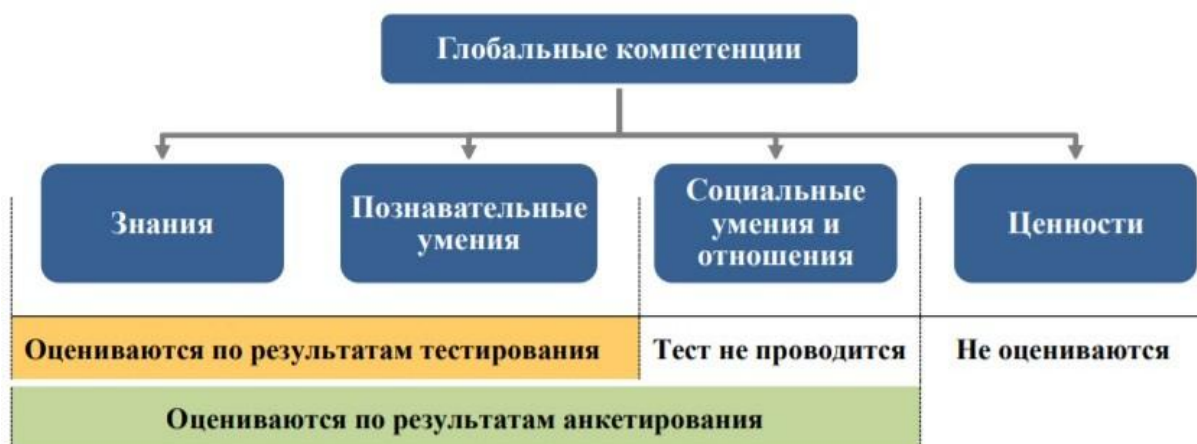 Глобальные компетенции
Знания
Познавательные
умения
Социальные
умения и
отношения
Ценности
Оцениваются по результатам тестирования
Тест не проводится
Не оцениваются
Оцениваются по результатам анкетирования